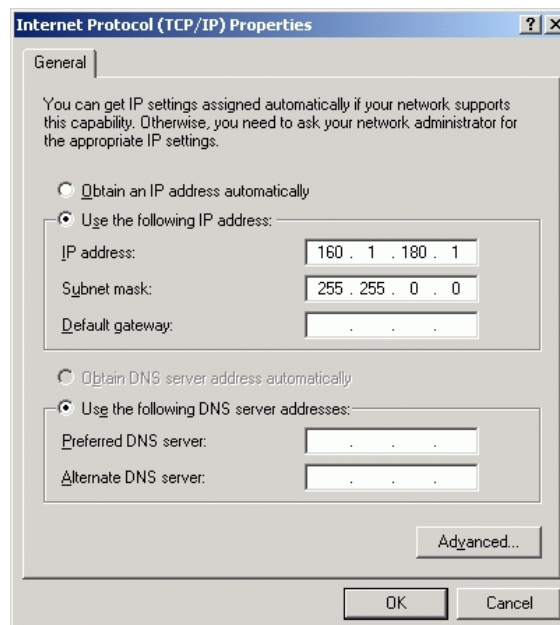 Internet Protocol (TCP/IP) Properties
General
You can get IP settings assigned automatically if your network supports
this capability. Otherwise, you need to ask your network administrator for
the appropriate IP settings.
Obtain an IP address automatically
Use the following IP address:
IP address: 160 . 1 . 180 . 1
Subnet mask: 255 . 255 . 0 . 0
Default gateway: . . .
Obtain DNS server address automatically
Use the following DNS server addresses:
Preferred DNS server: . . .
Alternate DNS server: . . .
Advanced...
OK Cancel